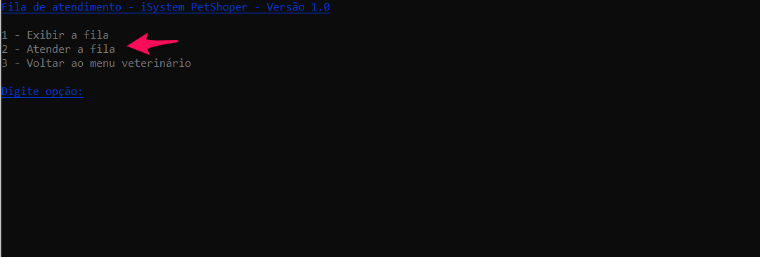 Fila de atendimento - iSystem PetShoper - Versão 1.0
1 - Exibir a fila
2 - Atender a fila
3 - Voltar ao menu veterinário
Digite opção: